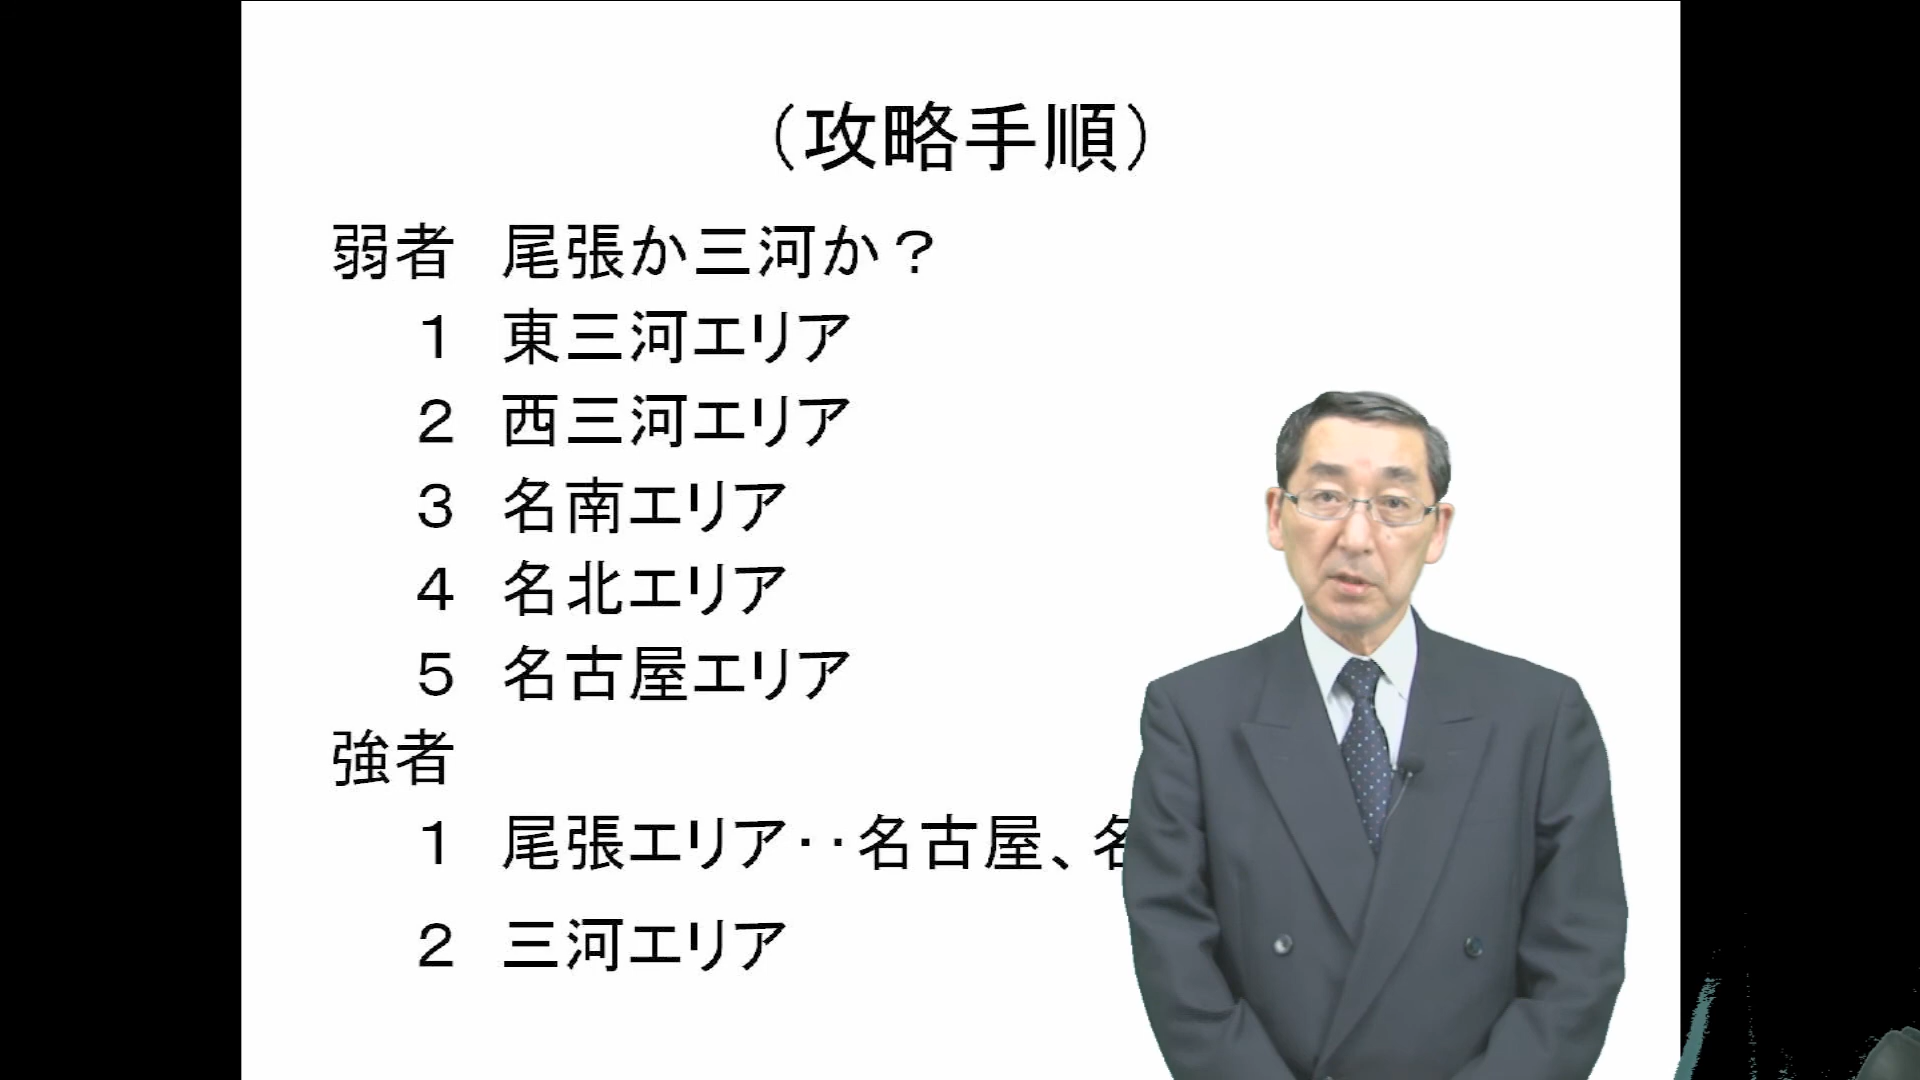 （攻略手順）
弱者　尾張か三河か？
１　東三河エリア
２　西三河エリア
３　名南エリア
４　名北エリア
５　名古屋エリア
強者
１　尾張エリア‥名古屋、名
２　三河エリア